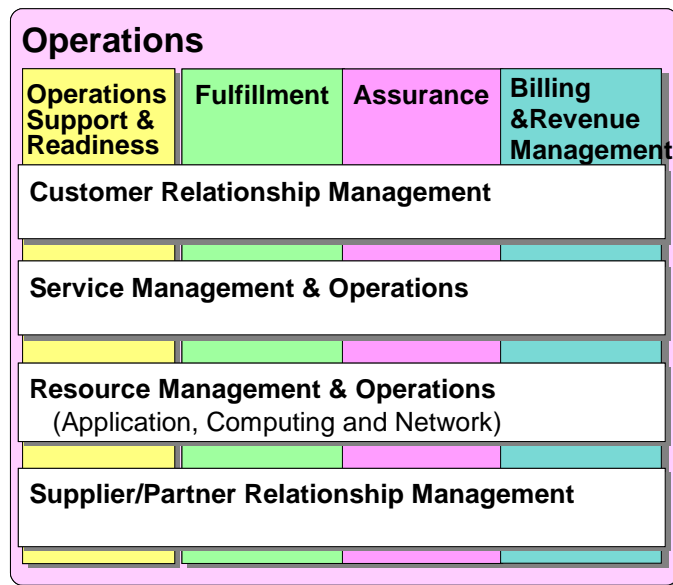 Operations
Operations
Support &
Readiness
Fulfillment
Assurance
Billing
&Revenue
Management
Customer Relationship Management
Service Management & Operations
Resource Management & Operations
(Application, Computing and Network)
Supplier/Partner Relationship Management